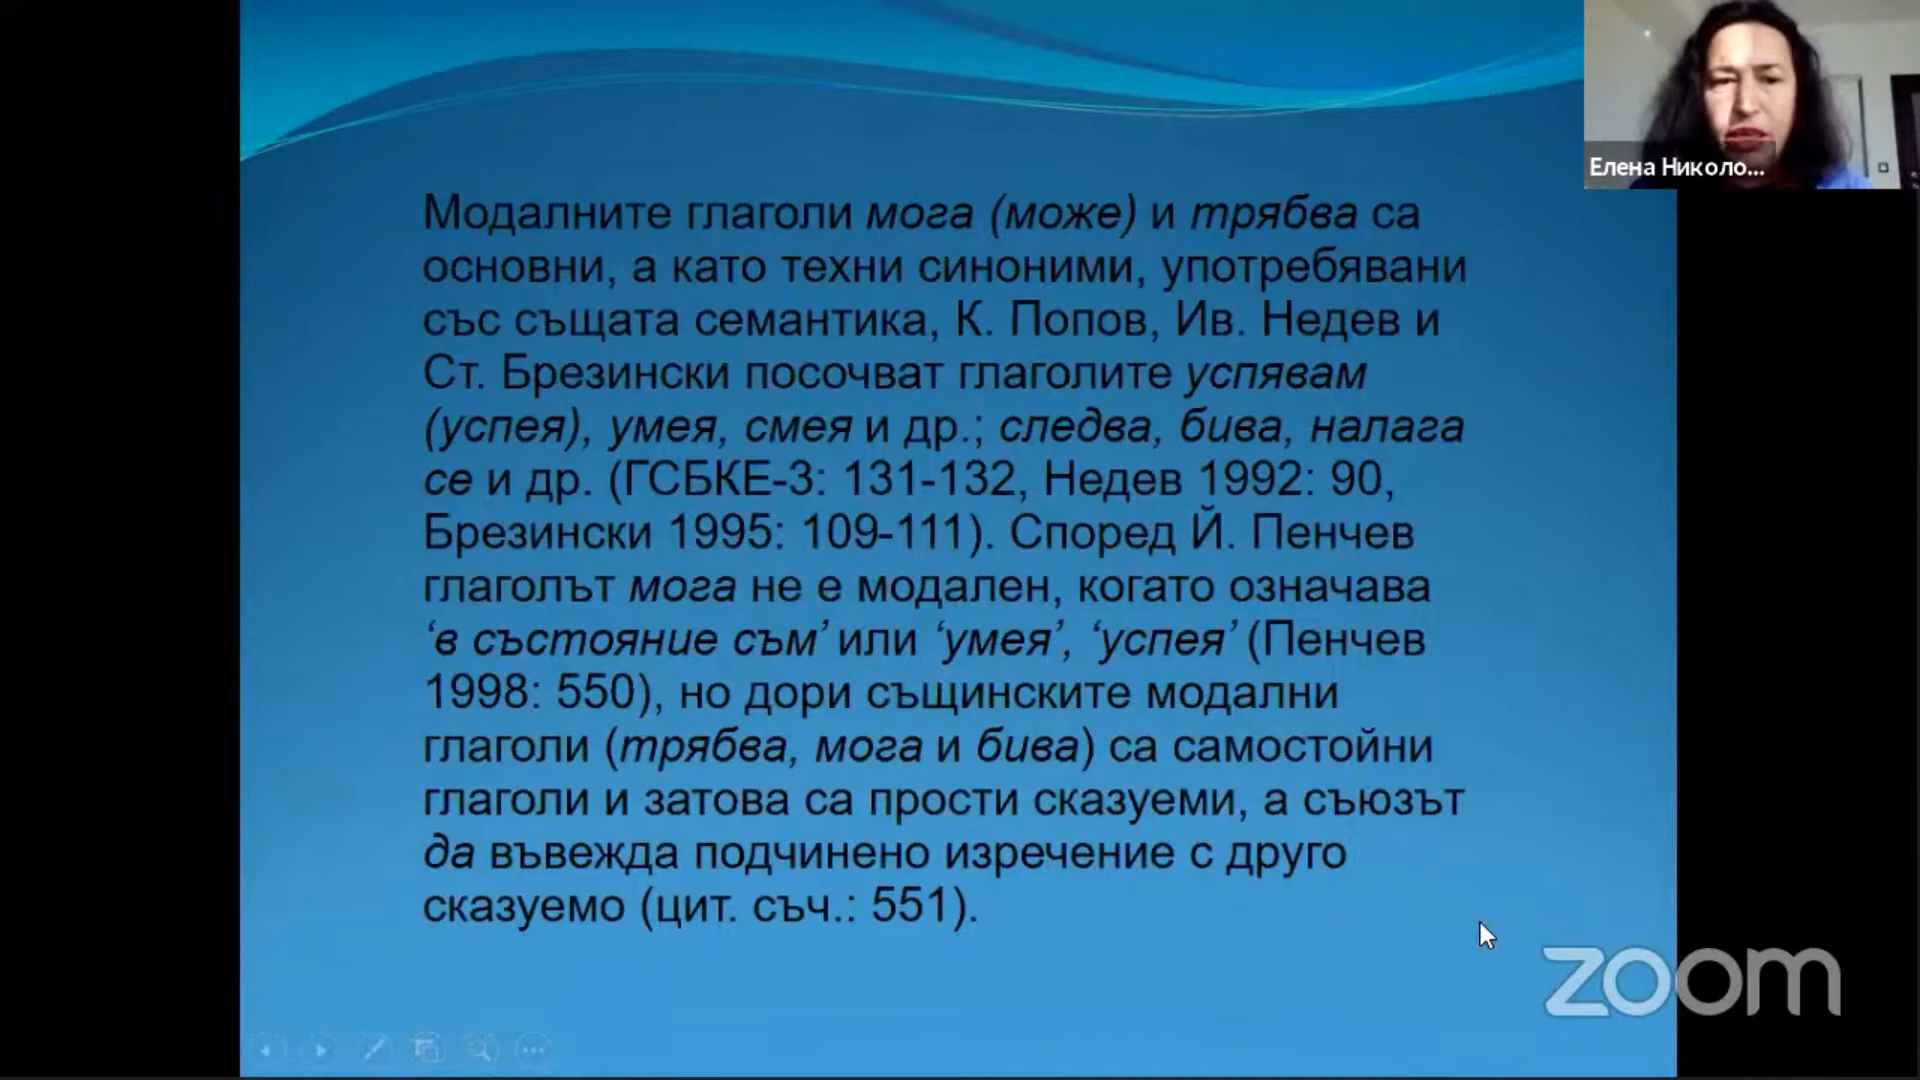 Елена Николо...
Модалните глаголи мога (може) и трябва са
основни, а като техни синоними, употребявани
със същата семантика, К. Попов, Ив. Недев и
Ст. Брезински посочват глаголите успявам
(успея), умея, смея и др.; следва, бива, налага
се и др. (ГСБКЕ-3: 131-132, Недев 1992: 90,
Брезински 1995: 109-111). Според Й. Пенчев
глаголът мога не е модален, когато означава
‘в състояние съм’ или ‘умея’, ‘успея’ (Пенчев
1998: 550), но дори същинските модални
глаголи (трябва, мога и бива) са самостойни
глаголи и затова са прости сказуеми, а съюзът
да въвежда подчинено изречение с друго
сказуемо (цит. съч.: 551).
zoom